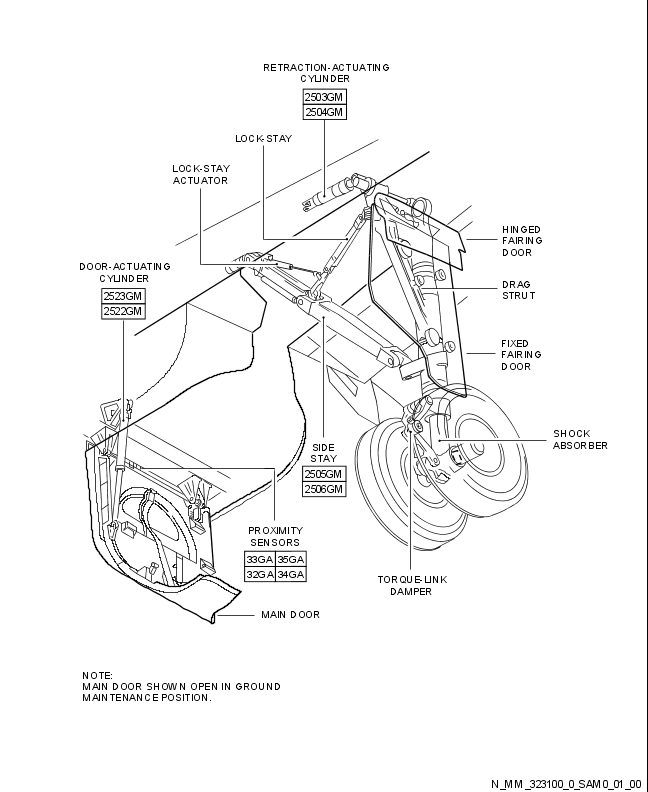 RETRACTION-ACTUATING
CYLINDER
2503GM
2504GM
LOCK-STAY
LOCK-STAY
ACTUATOR
HINGED
FAIRING
DOOR
DOOR-ACTUATING
CYLINDER
2523GM
2522GM
DRAG
STRUT
FIXED
FAIRING
DOOR
SHOCK
ABSORBER
SIDE
STAY
2505GM
2506GM
PROXIMITY
SENSORS
33GA 35GA
32GA 34GA
TORQUE-LINK
DAMPER
MAIN DOOR
NOTE:
MAIN DOOR SHOWN OPEN IN GROUND
MAINTENANCE POSITION.
N_MM_323100_0_SAM0_01_00